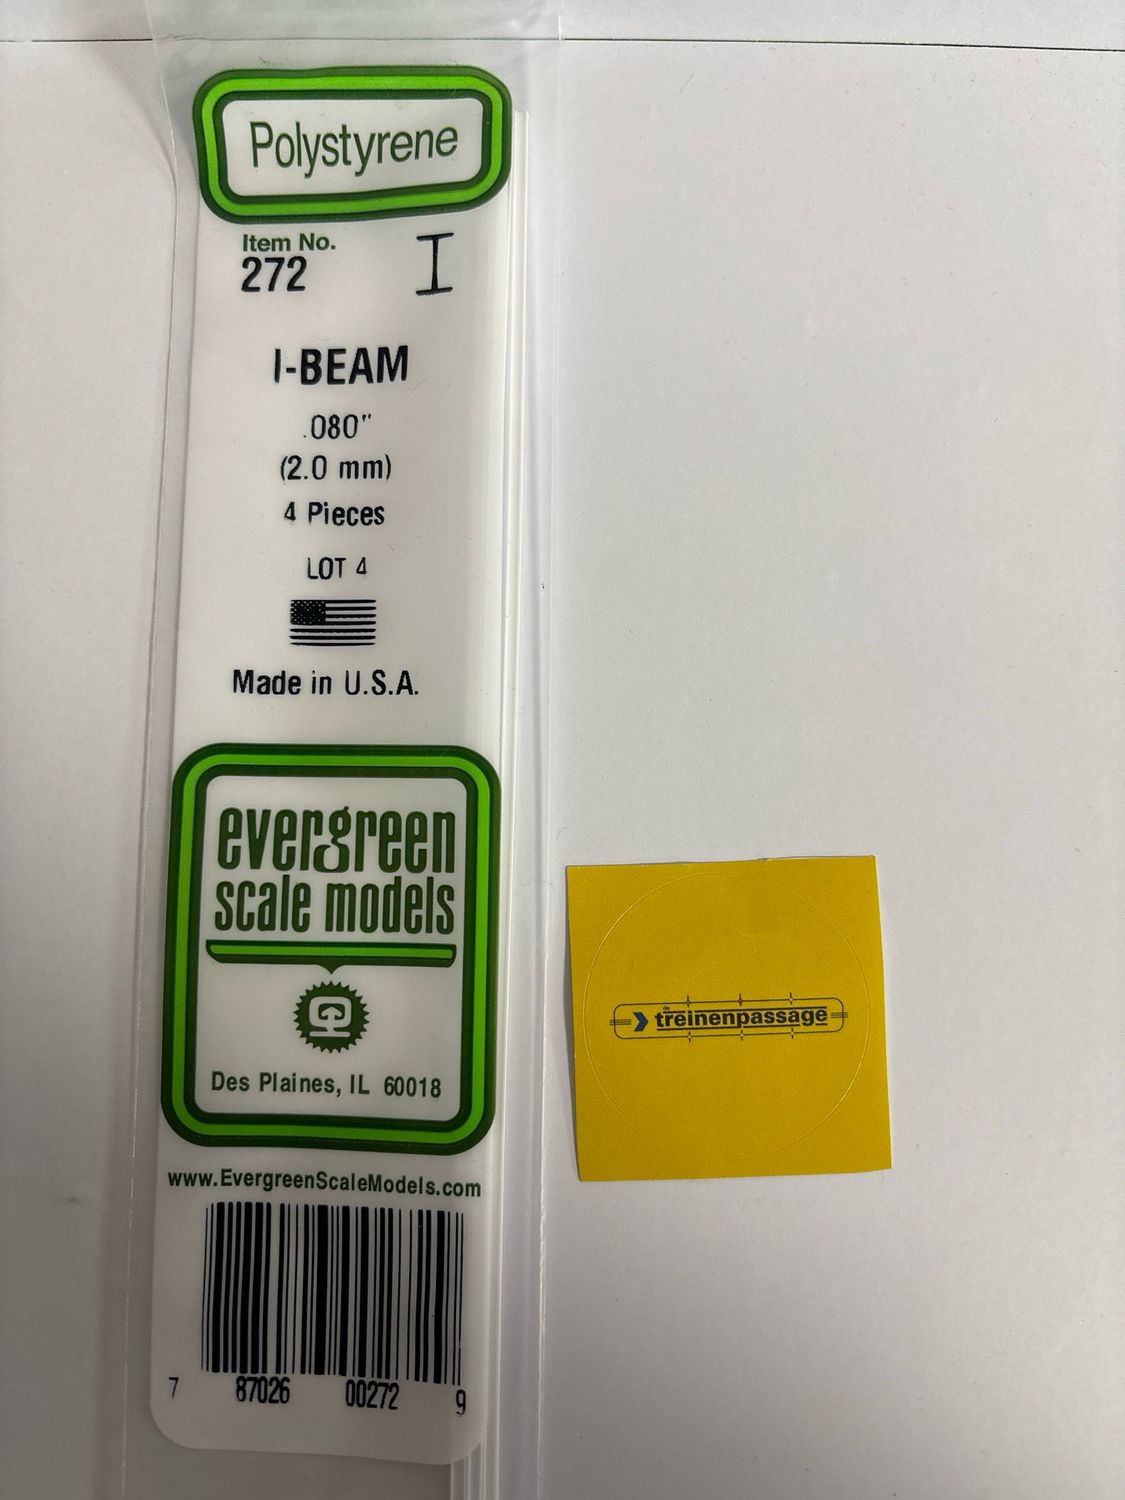 Polystyrene
Item No.
272
I-BEAM
.080"
(2.0 mm)
4 Pieces
LOT 4
Made in U.S.A.
evergreen
scale models
Des Plaines, IL 60018
www.EvergreenScaleModels.com
7 87026 00272 9
de
treinenpassage